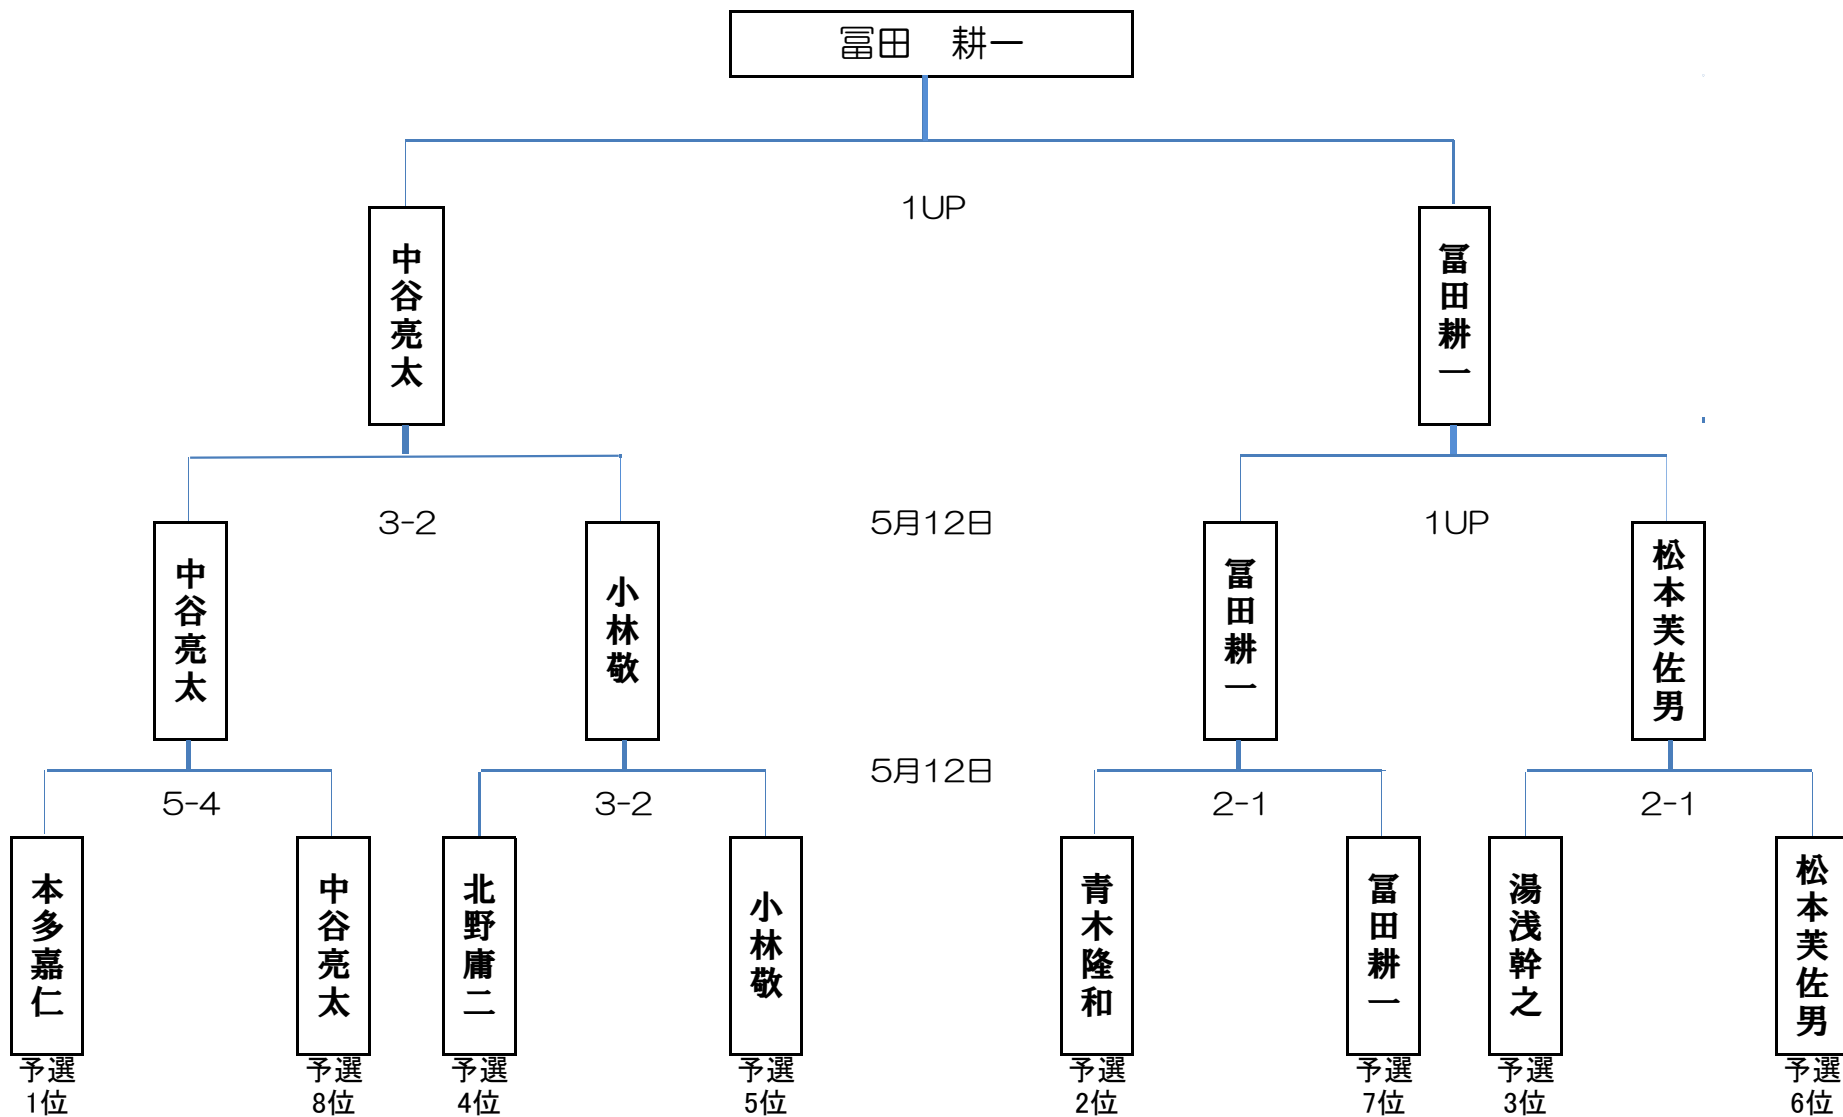 冨田　耕一
1UP
中谷亮太
冨田耕一
3-2
5月12日
1UP
中谷亮太
小林敬
冨田耕一
松本芙佐男
5月12日
5-4
3-2
2-1
2-1
本多嘉仁
中谷亮太
北野庸二
小林敬
青木隆和
冨田耕一
湯浅幹之
松本芙佐男
予選
1位
予選
8位
予選
4位
予選
5位
予選
2位
予選
7位
予選
3位
予選
6位